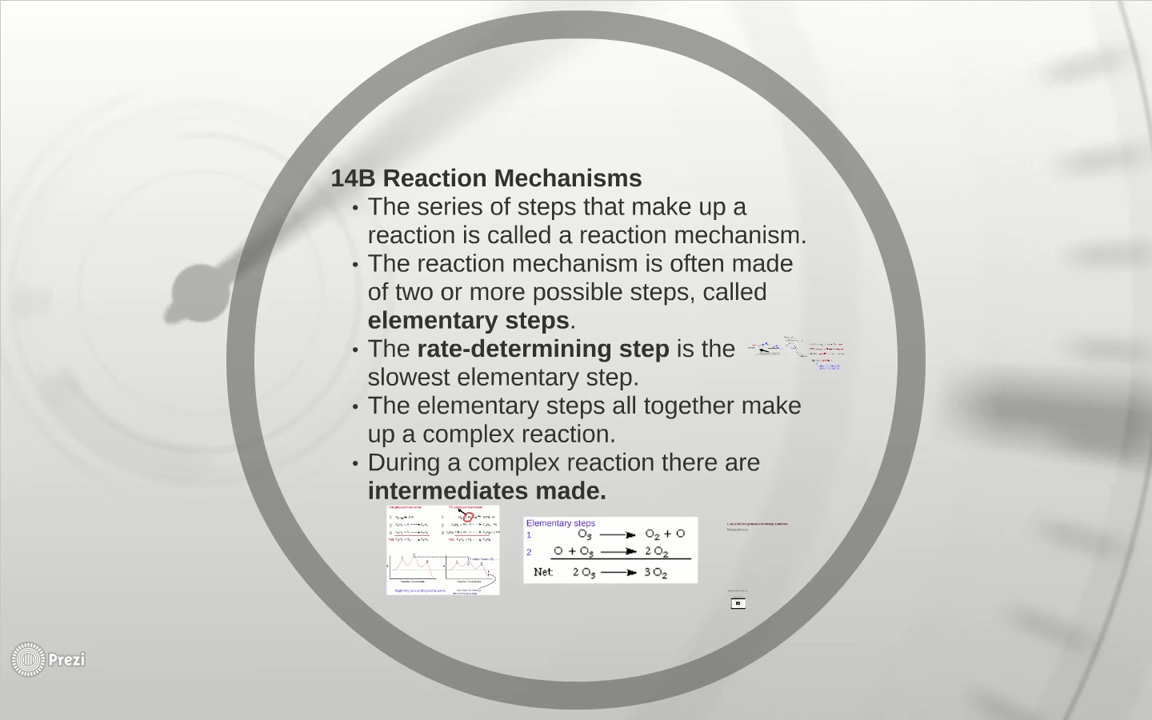 14B Reaction Mechanisms
• The series of steps that make up a
reaction is called a reaction mechanism.
• The reaction mechanism is often made
of two or more possible steps, called
elementary steps.
• The rate-determining step is the
slowest elementary step.
• The elementary steps all together make
up a complex reaction.
• During a complex reaction there are
intermediates made.
Elementary steps
1 O₃ ⟶ O₂ + O
2 O + O₃ ⟶ 2 O₂
Net: 2 O₃ ⟶ 3 O₂
Prezi